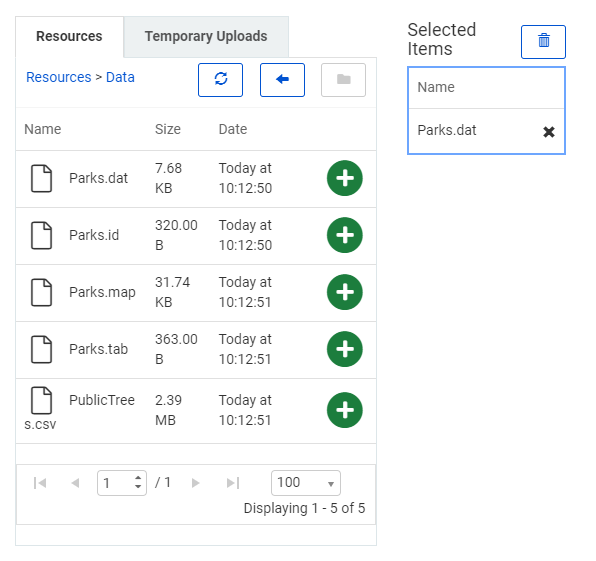 Resources
Temporary Uploads
Resources > Data
Name Size Date
Parks.dat 7.68 KB Today at 10:12:50
Parks.id 320.00 B Today at 10:12:50
Parks.map 31.74 KB Today at 10:12:51
Parks.tab 363.00 B Today at 10:12:51
PublicTrees.csv 2.39 MB Today at 10:12:51
1 / 1 100
Displaying 1 - 5 of 5
Selected
Items
Name
Parks.dat